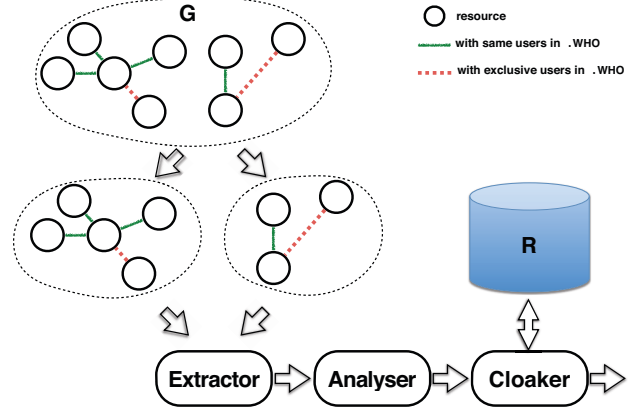 G
resource
with same users in .WHO
with exclusive users in .WHO
R
Extractor
Analyser
Cloaker